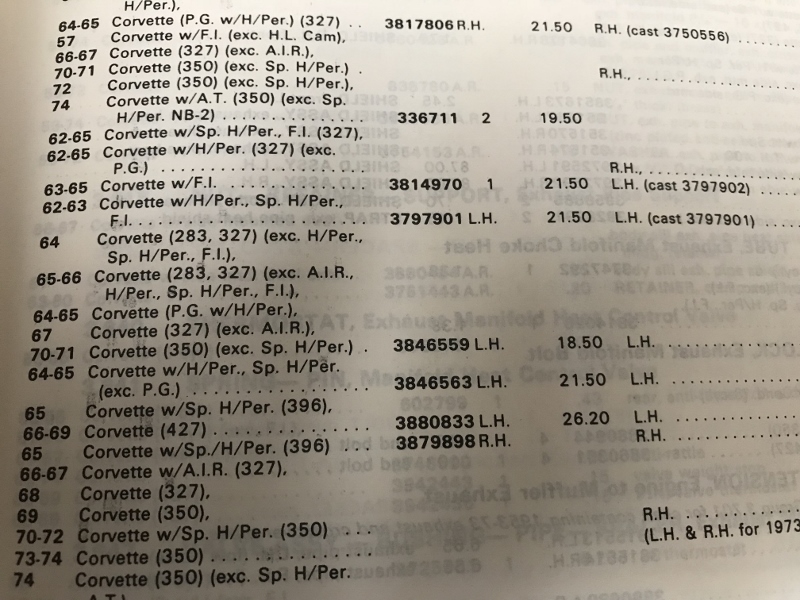 H/Per.),
64-65 Corvette (P.G. w/H/Per.) (327) . . 3817806 R.H. 21.50 R.H. (cast 3750556) . . . . . . . .
57 Corvette w/F.I. (exc. H.L. Cam),
66-67 Corvette (327) (exc. A.I.R.),
70-71 Corvette (350) (exc. Sp. H/Per.) . R.H., . . . . . . . . . . . . . . . . . .
72 Corvette (350) (exc. Sp. H/Per.),
74 Corvette w/A.T. (350) (exc. Sp.
H/Per. NB-2) . . . . . . . . . . . . . . . . 336711 2 19.50
62-65 Corvette w/Sp. H/Per., F.I. (327),
62-65 Corvette w/H/Per. (327) (exc.
P.G.) . . . . . . . . . . . . . . . . . . . . . R.H., . . . . . . . . . . . . . . . .
63-65 Corvette w/F.I. . . . . . . . . . . . . . 3814970 1 21.50 L.H. (cast 3797902) . . . . .
62-63 Corvette w/H/Per., Sp. H/Per.,
F.I. . . . . . . . . . . . . . . . . . . . . . . . 3797901 L.H. 2 21.50 L.H. (cast 3797901) . . . . .
64 Corvette (283, 327) (exc. H/Per.,
Sp. H/Per., F.I.),
65-66 Corvette (283, 327) (exc. A.I.R.,
H/Per., Sp. H/Per., F.I.),
64-65 Corvette (P.G. w/H/Per.),
67 Corvette (327) (exc. A.I.R.),
70-71 Corvette (350) (exc. Sp. H/Per.) . 3846559 L.H. 18.50 L.H. . . . . . . . . . . . . . .
64-65 Corvette w/H/Per., Sp. H/Per.
(exc. P.G.) . . . . . . . . . . . . . . . . . . 3846563 L.H. 21.50 L.H. . . . . . . . . . . . . . .
65 Corvette w/Sp. H/Per. (396),
66-69 Corvette (427) . . . . . . . . . . . . . . . 3880833 L.H. 26.20 L.H. . . . . . . . . . . . . .
65 Corvette w/Sp./H/Per. (396) . . . 3879898 R.H. R.H. . . . . . . . . . . . . .
66-67 Corvette w/A.I.R. (327),
68 Corvette (327),
69 Corvette (350), R.H. . . . . . . . . . . . .
70-72 Corvette w/Sp. H/Per. (350) . . . (L.H. & R.H. for 1973
73-74 Corvette (350) . . . . . . . . . . . . . . .
74 Corvette (350) (exc. Sp. H/Per.
A.T.)